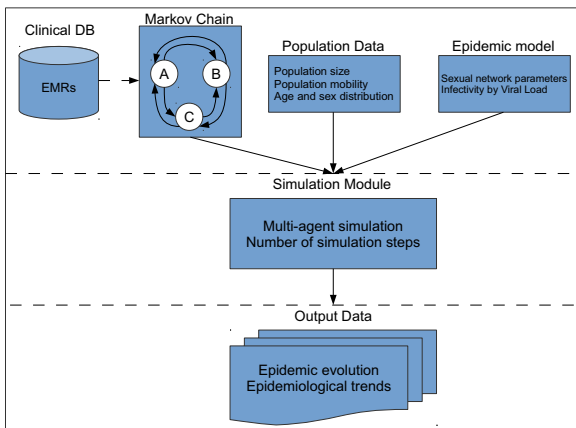 Clinical DB
Markov Chain
Population Data
Epidemic model
EMRs
A
B
C
Population size
Population mobility
Age and sex distribution
Sexual network parameters
Infectivity by Viral Load
Simulation Module
Multi-agent simulation
Number of simulation steps
Output Data
Epidemic evolution
Epidemiological trends